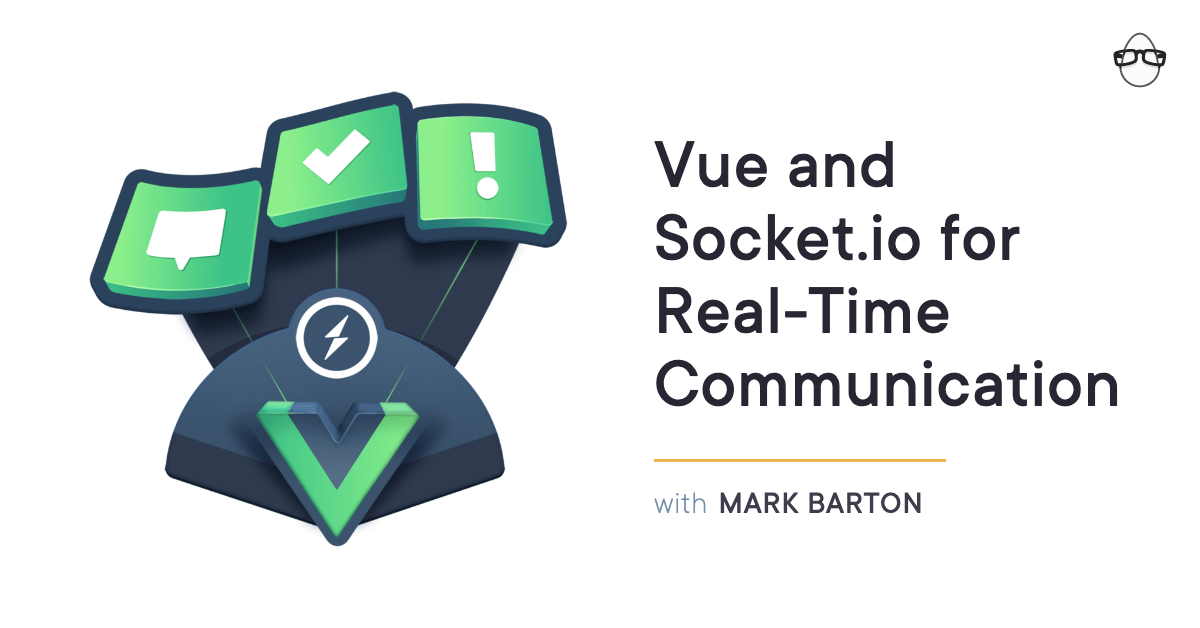 Vue and
Socket.io for
Real-Time
Communication
with MARK BARTON